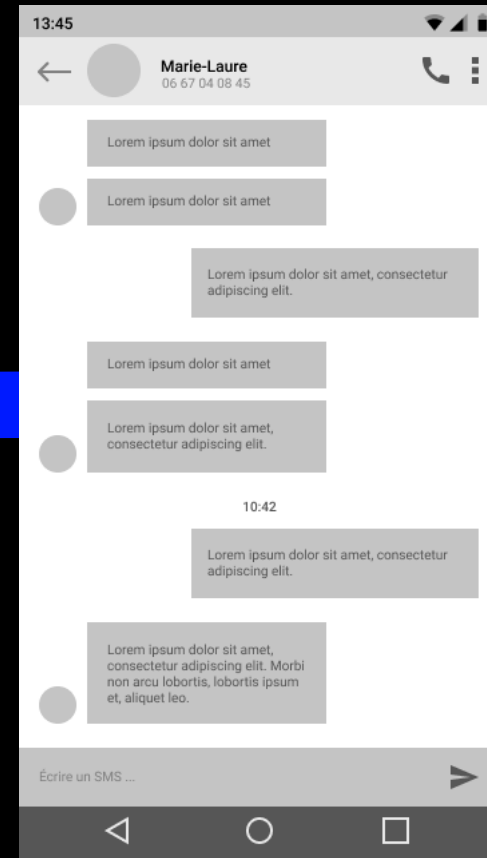 13:45
Marie-Laure
06 67 04 08 45
Lorem ipsum dolor sit amet
Lorem ipsum dolor sit amet
Lorem ipsum dolor sit amet, consectetur
adipiscing elit.
Lorem ipsum dolor sit amet
Lorem ipsum dolor sit amet,
consectetur adipiscing elit.
10:42
Lorem ipsum dolor sit amet, consectetur
adipiscing elit.
Lorem ipsum dolor sit amet,
consectetur adipiscing elit. Morbi
non arcu lobortis, lobortis ipsum
et, aliquet leo.
Écrire un SMS ...